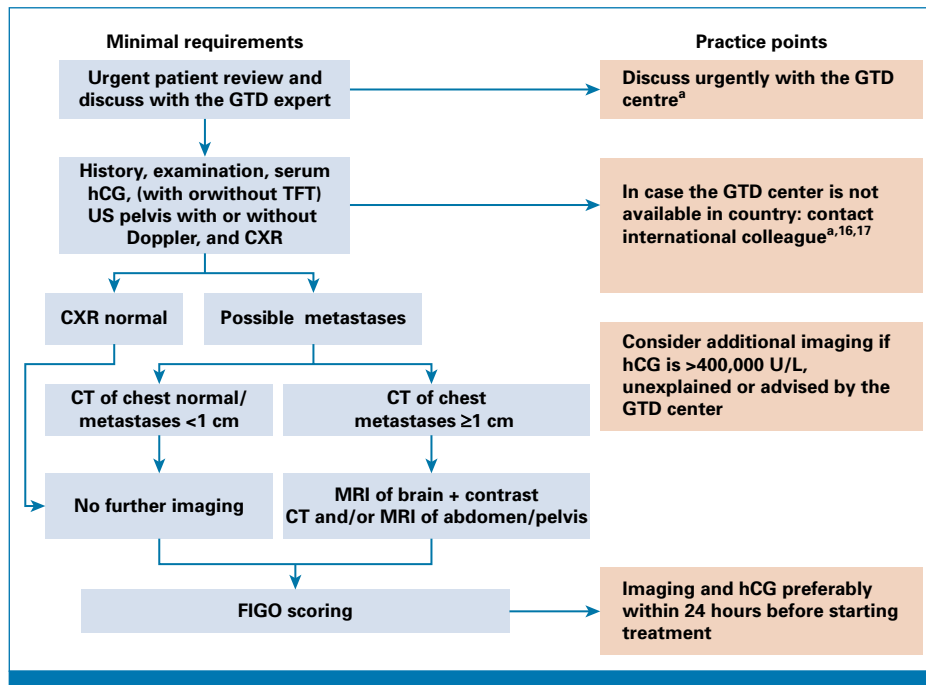 Minimal requirements
Practice points
Urgent patient review and
discuss with the GTD expert
Discuss urgently with the GTD
centreᵃ
History, examination, serum
hCG, (with orwithout TFT)
US pelvis with or without
Doppler, and CXR
In case the GTD center is not
available in country: contact
international colleagueᵃ,¹⁶,¹⁷
CXR normal
Possible metastases
Consider additional imaging if
hCG is >400,000 U/L,
unexplained or advised by the
GTD center
CT of chest normal/
metastases <1 cm
CT of chest
metastases ≥1 cm
No further imaging
MRI of brain + contrast
CT and/or MRI of abdomen/pelvis
FIGO scoring
Imaging and hCG preferably
within 24 hours before starting
treatment